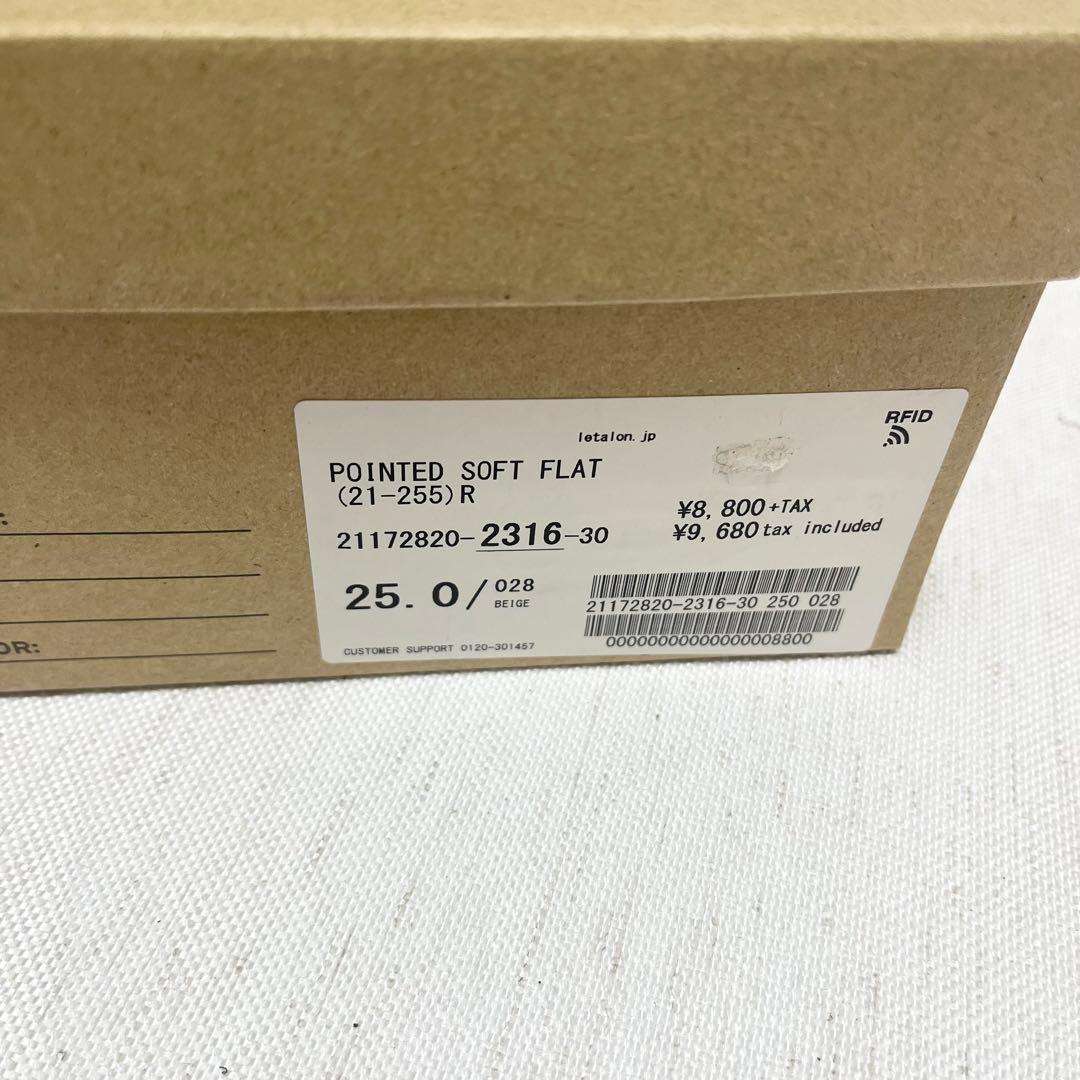 letalon.jp
RFID
POINTED SOFT FLAT
(21-255)R
¥8,800+TAX
21172820-2316-30
¥9,680 tax included
25.0/028
BEIGE
21172820-2316-30 250 028
00000000000000008800
CUSTOMER SUPPORT 0120-301457
OR: